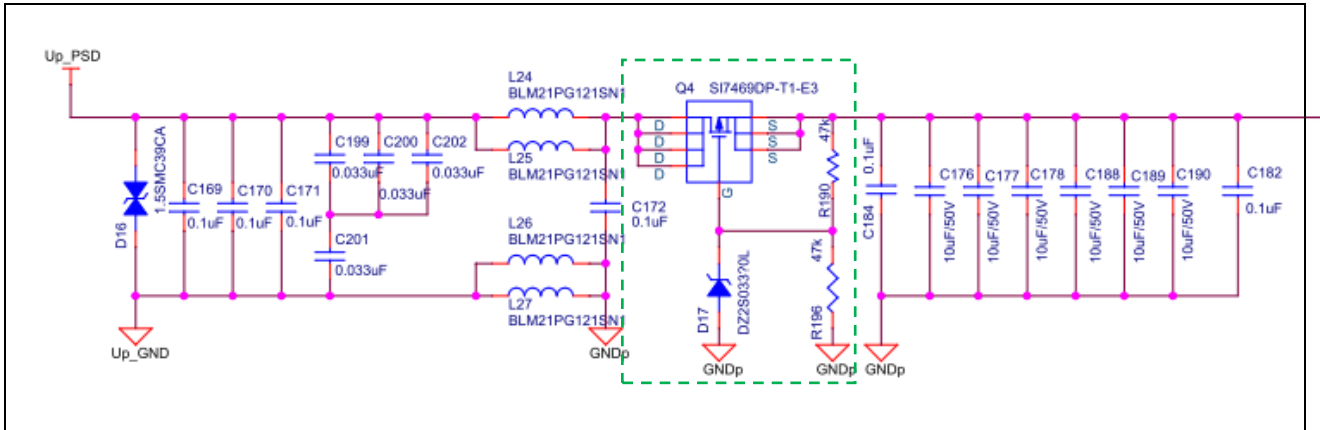 Up_PSD
D16
1.5SMC39CA
C169
0.1uF
C170
0.1uF
C171
0.1uF
C199
0.033uF
C200
0.033uF
C202
0.033uF
C201
0.033uF
Up_GND
L24
BLM21PG121SN1
L25
BLM21PG121SN1
L26
BLM21PG121SN1
L27
BLM21PG121SN1
C172
0.1uF
GNDp
Q4 SI7469DP-T1-E3
D
D
D
D
S
S
S
G
47k
R190
47k
R196
D17
DZ2S033?0L
GNDp
GNDp
0.1uF
C184
GNDp
C176
10uF/50V
C177
10uF/50V
C178
10uF/50V
C188
10uF/50V
C189
10uF/50V
C190
10uF/50V
C182
0.1uF